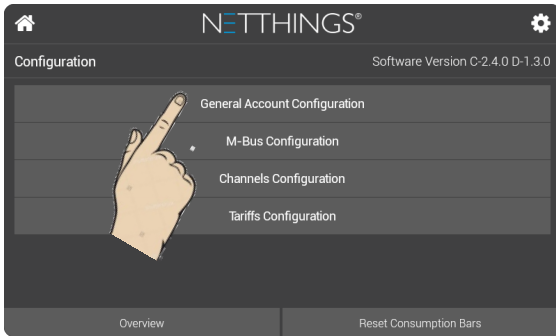 NETTHINGS®
Configuration
Software Version C-2.4.0 D-1.3.0
General Account Configuration
M-Bus Configuration
Channels Configuration
Tariffs Configuration
Overview
Reset Consumption Bars